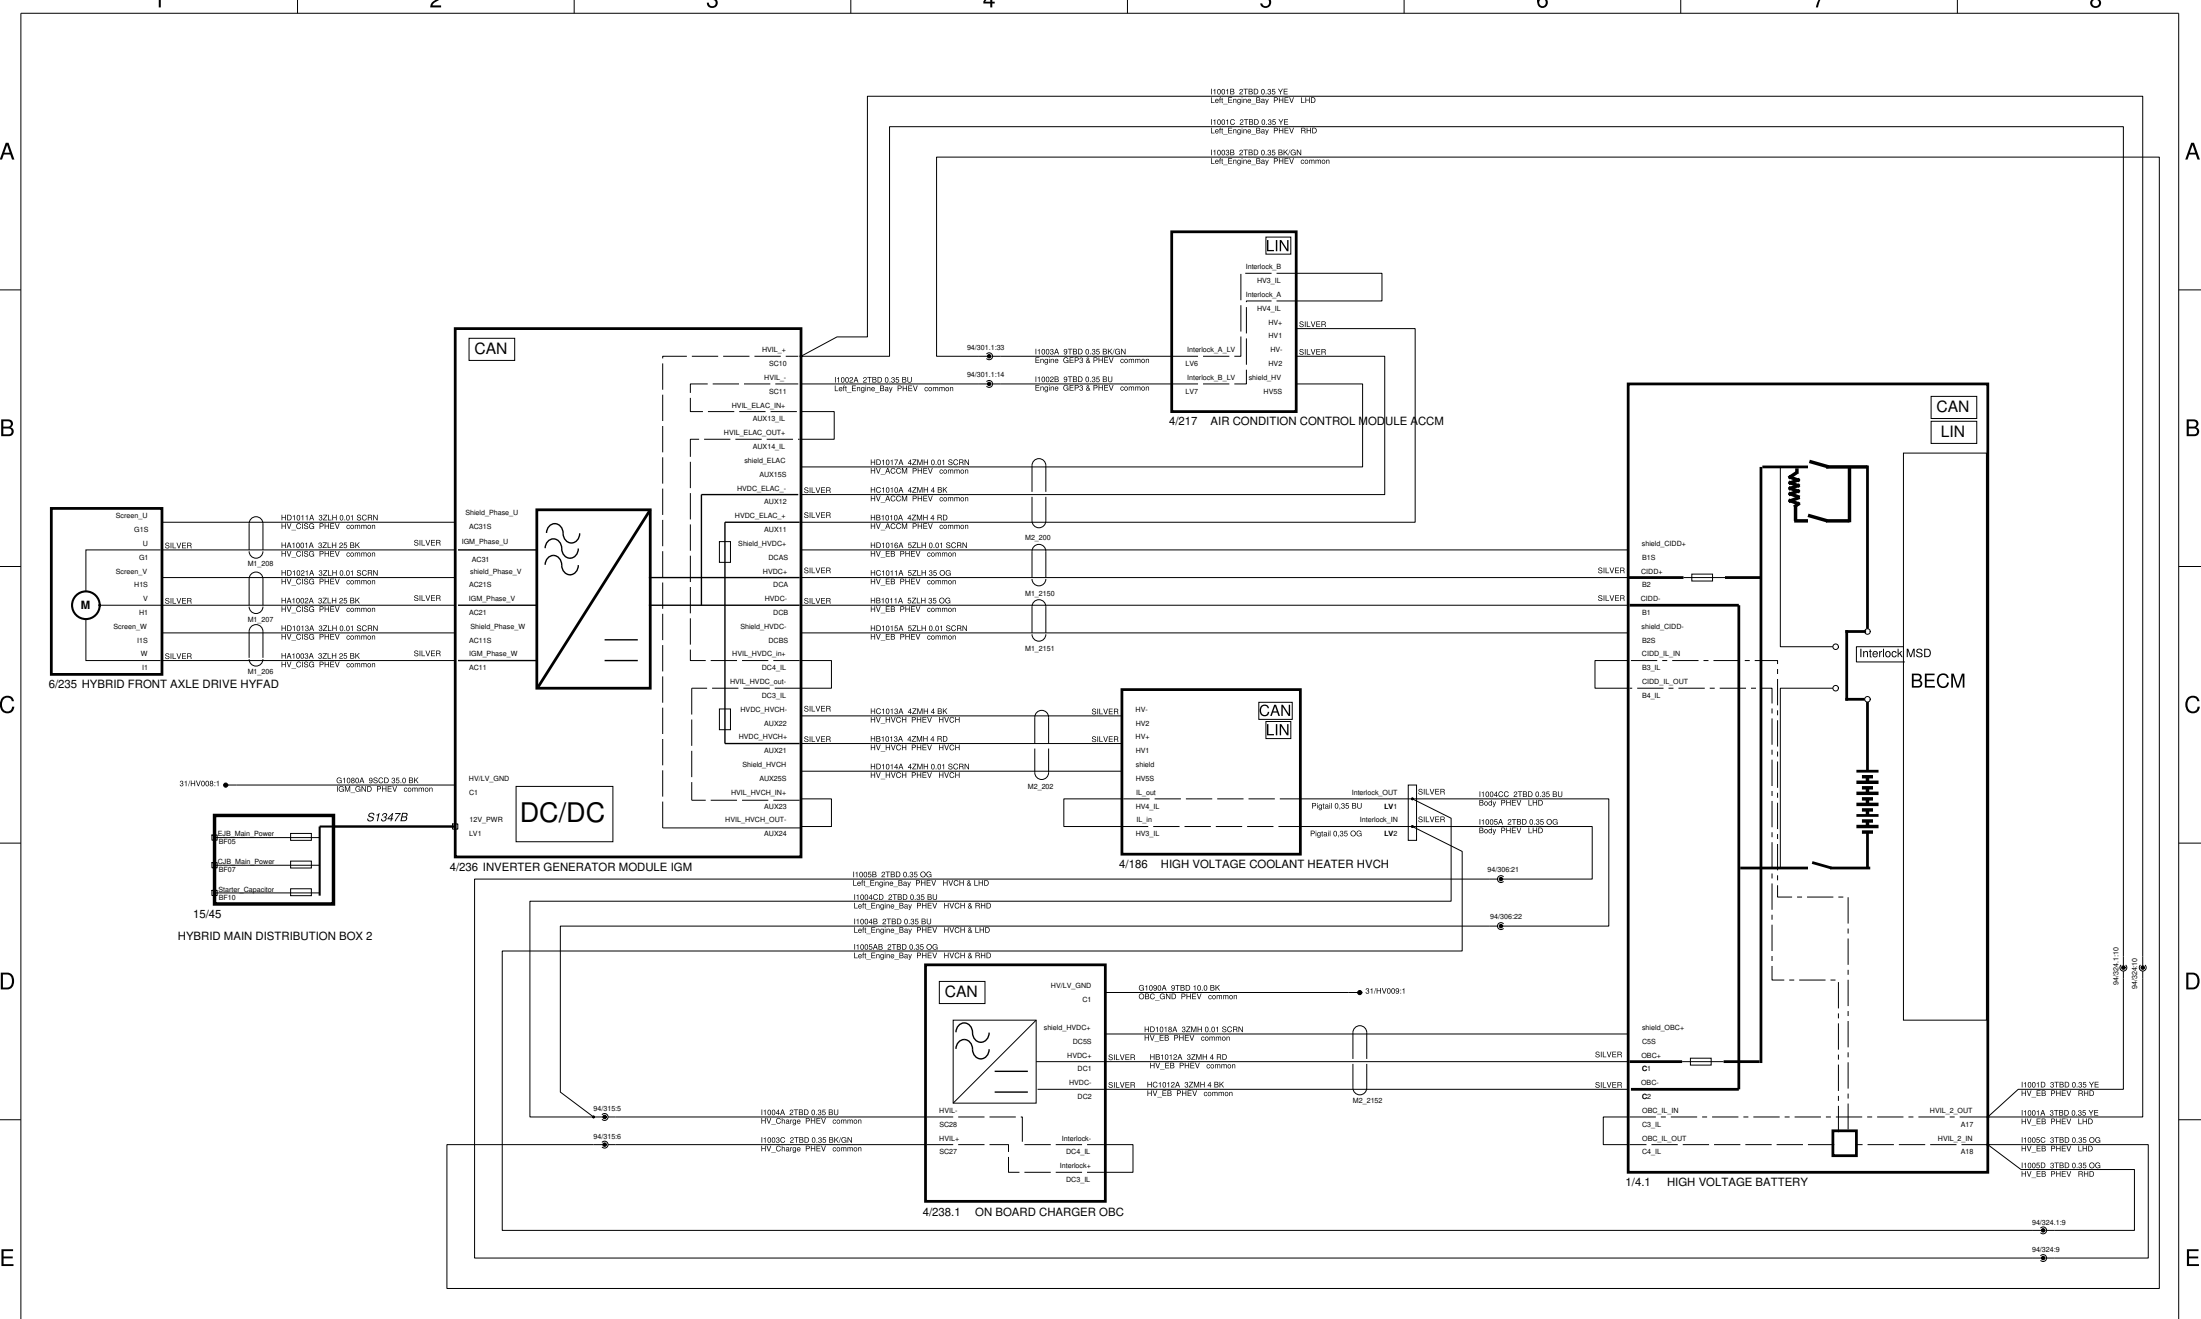 1 2 3 4 5 6 7 8
A A
B B
C C
D D
E E
I1001B 2TBD 0.35 YE
Left_Engine_Bay PHEV LHD
I1001C 2TBD 0.35 YE
Left_Engine_Bay PHEV RHD
I1003B 2TBD 0.35 BK/GN
Left_Engine_Bay PHEV common
LIN
Interlock_B
HV3_IL
Interlock_A
HV4_IL
HV+
HV1
HV-
HV2
shield_HV
HV5S
Interlock_A_LV
LV6
Interlock_B_LV
LV7
SILVER
SILVER
4/217 AIR CONDITION CONTROL MODULE ACCM
94/301.1:33
I1003A 9TBD 0.35 BK/GN
Engine GEP3 & PHEV common
I1002A 2TBD 0.35 BU
Left_Engine_Bay PHEV common
94/301.1:14
I1002B 9TBD 0.35 BU
Engine GEP3 & PHEV common
CAN
HVIL_+
SC10
HVIL_-
SC11
HVIL_ELAC_IN+
AUX13_IL
HVIL_ELAC_OUT+
AUX14_IL
shield_ELAC
AUX15S
HVDC_ELAC_-
AUX12
HVDC_ELAC_+
AUX11
Shield_HVDC+
DCAS
HVDC+
DCA
HVDC-
DCB
Shield_HVDC-
DCBS
HVIL_HVDC_in+
DC4_IL
HVIL_HVDC_out-
DC3_IL
HVDC_HVCH-
AUX22
HVDC_HVCH+
AUX21
Shield_HVCH
AUX25S
HVIL_HVCH_IN+
AUX23
HVIL_HVCH_OUT-
AUX24
Shield_Phase_U
AC31S
IGM_Phase_U
AC31
shield_Phase_V
AC21S
IGM_Phase_V
AC21
Shield_Phase_W
AC11S
IGM_Phase_W
AC11
HV/LV_GND
C1
12V_PWR
LV1
DC/DC
4/236 INVERTER GENERATOR MODULE IGM
Screen_U
G1S
U
G1
Screen_V
H1S
V
H1
Screen_W
I1S
W
I1
M
6/235 HYBRID FRONT AXLE DRIVE HYFAD
HD1011A 3ZLH 0.01 SCRN
HV_CISG PHEV common
SILVER HA1001A 3ZLH 25 BK SILVER
HV_CISG PHEV common
M1_208
HD1021A 3ZLH 0.01 SCRN
HV_CISG PHEV common
SILVER HA1002A 3ZLH 25 BK SILVER
HV_CISG PHEV common
M1_207
HD1013A 3ZLH 0.01 SCRN
HV_CISG PHEV common
SILVER HA1003A 3ZLH 25 BK SILVER
HV_CISG PHEV common
M1_206
HD1017A 4ZMH 0.01 SCRN
HV_ACCM PHEV common
SILVER HC1010A 4ZMH 4 BK
HV_ACCM PHEV common
SILVER HB1010A 4ZMH 4 RD
HV_ACCM PHEV common
M2_200
HD1016A 5ZLH 0.01 SCRN
HV_EB PHEV common
SILVER HC1011A 5ZLH 35 OG SILVER
HV_EB PHEV common
M1_2150
SILVER HB1011A 5ZLH 35 OG SILVER
HV_EB PHEV common
HD1015A 5ZLH 0.01 SCRN
HV_EB PHEV common
M1_2151
SILVER HC1013A 4ZMH 4 BK SILVER
HV_HVCH PHEV HVCH
SILVER HB1013A 4ZMH 4 RD SILVER
HV_HVCH PHEV HVCH
HD1014A 4ZMH 0.01 SCRN
HV_HVCH PHEV HVCH
M2_202
31/HV008:1
G1080A 9SCD 35.0 BK
IGM_GND PHEV common
S1347B
EJB_Main_Power
BF05
CJB_Main_Power
BF07
Starter_Capacitor
BF10
15/45
HYBRID MAIN DISTRIBUTION BOX 2
CAN
LIN
HV-
HV2
HV+
HV1
shield
HV5S
IL_out
HV4_IL
IL_in
HV3_IL
Interlock_OUT
Pigtail 0,35 BU LV1
Interlock_IN
Pigtail 0,35 OG LV2
4/186 HIGH VOLTAGE COOLANT HEATER HVCH
SILVER
I1004CC 2TBD 0.35 BU
Body PHEV LHD
SILVER
I1005A 2TBD 0.35 OG
Body PHEV LHD
94/306:21
94/306:22
I1005B 2TBD 0.35 OG
Left_Engine_Bay PHEV HVCH & LHD
I1004CD 2TBD 0.35 BU
Left_Engine_Bay PHEV HVCH & RHD
I1004B 2TBD 0.35 BU
Left_Engine_Bay PHEV HVCH & LHD
I1005AB 2TBD 0.35 OG
Left_Engine_Bay PHEV HVCH & RHD
CAN
HV/LV_GND
C1
shield_HVDC+
DC5S
HVDC+
DC1
HVDC-
DC2
HVIL-
SC28
HVIL+
SC27
Interlock-
DC4_IL
Interlock+
DC3_IL
4/238.1 ON BOARD CHARGER OBC
G1090A 9TBD 10.0 BK
OBC_GND PHEV common
31/HV009:1
HD1018A 3ZMH 0.01 SCRN
HV_EB PHEV common
SILVER HB1012A 3ZMH 4 RD SILVER
HV_EB PHEV common
SILVER HC1012A 3ZMH 4 BK SILVER
HV_EB PHEV common
M2_2152
94/315:5
I1004A 2TBD 0.35 BU
HV_Charge PHEV common
94/315:6
I1003C 2TBD 0.35 BK/GN
HV_Charge PHEV common
CAN
LIN
shield_CIDD+
B1S
CIDD+
B2
CIDD-
B1
shield_CIDD-
B2S
CIDD_IL_IN
B3_IL
CIDD_IL_OUT
B4_IL
Interlock MSD
BECM
shield_OBC+
C5S
OBC+
C1
OBC-
C2
OBC_IL_IN
C3_IL
OBC_IL_OUT
C4_IL
HVIL_2_OUT
A17
HVIL_2_IN
A18
1/4.1 HIGH VOLTAGE BATTERY
94/324.1:10
94/324:10
I1001D 3TBD 0.35 YE
HV_EB PHEV RHD
I1001A 3TBD 0.35 YE
HV_EB PHEV LHD
I1005C 3TBD 0.35 OG
HV_EB PHEV LHD
I1005D 3TBD 0.35 OG
HV_EB PHEV RHD
94/324.1:9
94/324:9